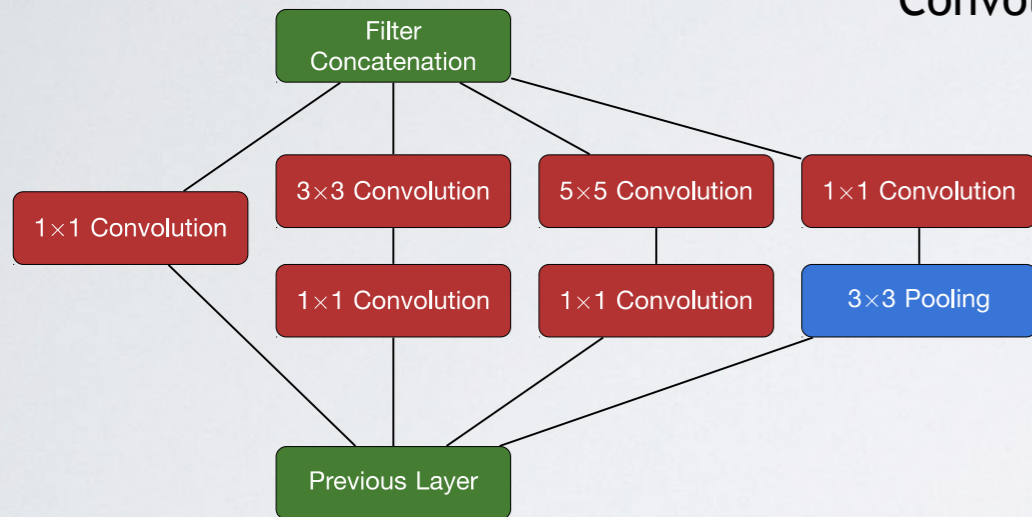 Filter
Concatenation
3×3 Convolution
5×5 Convolution
1×1 Convolution
1×1 Convolution
1×1 Convolution
1×1 Convolution
3×3 Pooling
Previous Layer